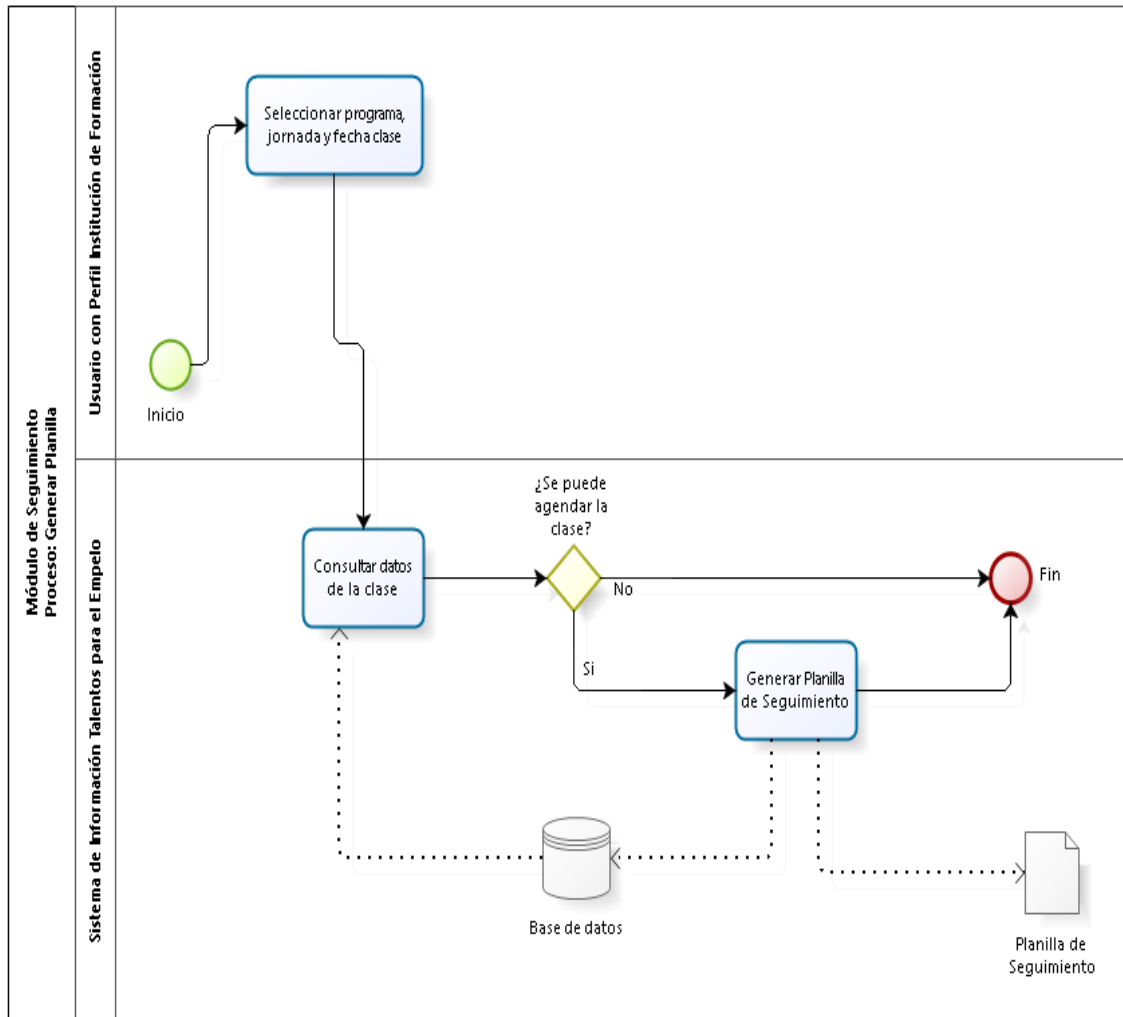 Módulo de Seguimiento
Proceso: Generar Planilla
Usuario con Perfil Institución de Formación
Seleccionar programa,
jornada y fecha clase
Inicio
Sistema de Información Talentos para el Empelo
Consultar datos
de la clase
¿Se puede
agendar la
clase?
No
Fin
Si
Generar Planilla
de Seguimiento
Base de datos
Planilla de
Seguimiento